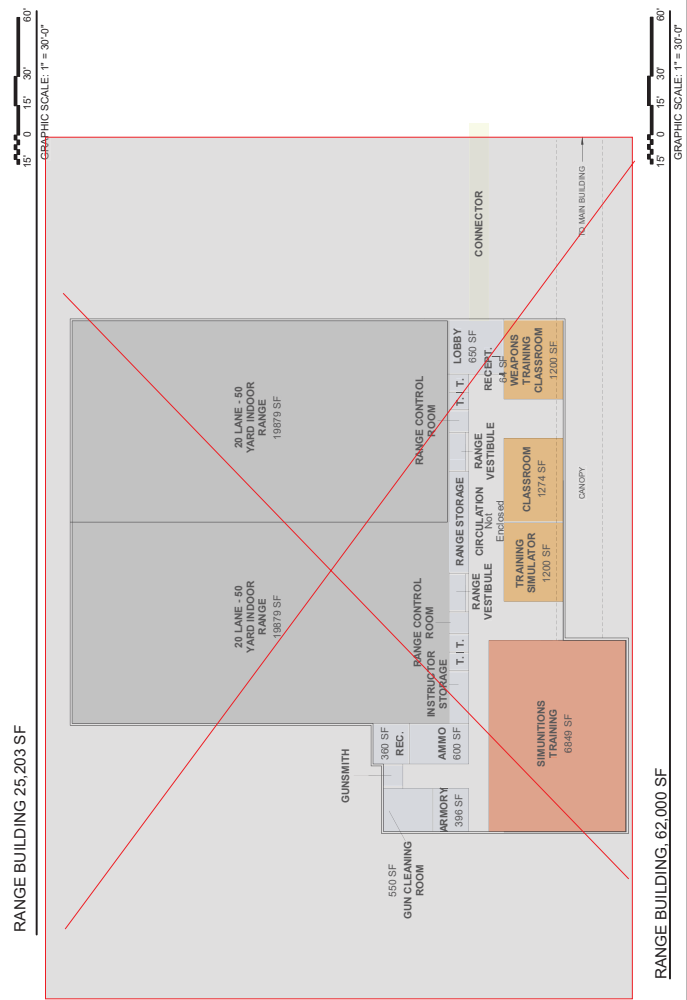 RANGE BUILDING 25,203 SF
15' 0 15' 30' 60'
GRAPHIC SCALE: 1" = 30'-0"
20 LANE - 50
YARD INDOOR
RANGE
19879 SF
20 LANE - 50
YARD INDOOR
RANGE
19879 SF
GUNSMITH
360 SF
REC.
550 SF
GUN CLEANING
ROOM
ARMORY
396 SF
AMMO
600 SF
INSTRUCTOR
STORAGE
RANGE CONTROL
ROOM
T. I T.
RANGE
VESTIBULE
RANGE STORAGE
CIRCULATION
Not
Enclosed
RANGE
VESTIBULE
RANGE CONTROL
ROOM
T. I T.
LOBBY
650 SF
RECEPT.
64 SF
CONNECTOR
SIMUNITIONS
TRAINING
6849 SF
TRAINING
SIMULATOR
1200 SF
CLASSROOM
1274 SF
WEAPONS
TRAINING
CLASSROOM
1200 SF
CANOPY
TO MAIN BUILDING
RANGE BUILDING, 62,000 SF
15' 0 15' 30' 60'
GRAPHIC SCALE: 1" = 30'-0"